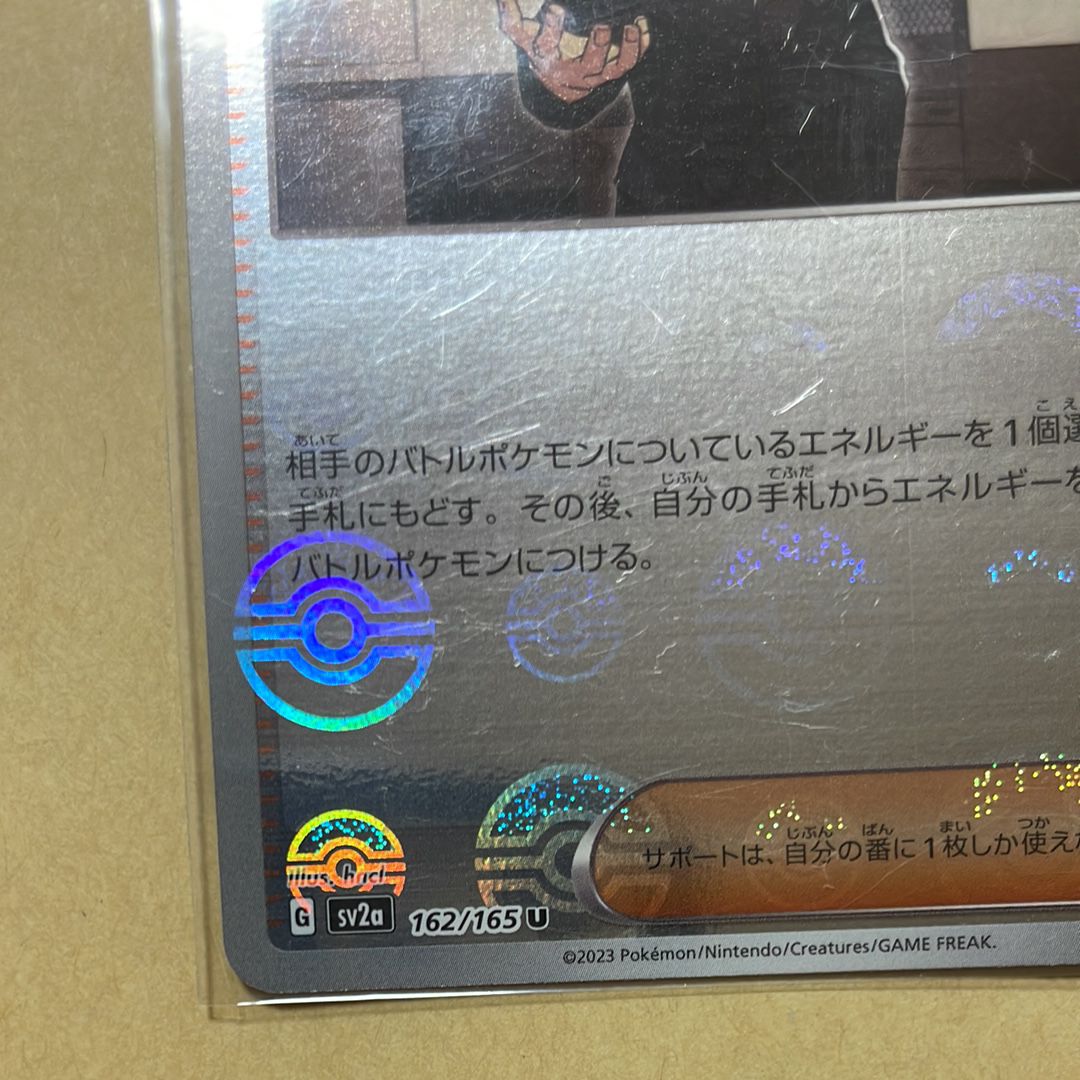 相手のバトルポケモンについているエネルギーを1個選
手札にもどす。その後、自分の手札からエネルギーを
バトルポケモンにつける。
サポートは、自分の番に1枚しか使え
Illus.
G sv2a 162/165 U
©2023 Pokémon/Nintendo/Creatures/GAME FREAK.